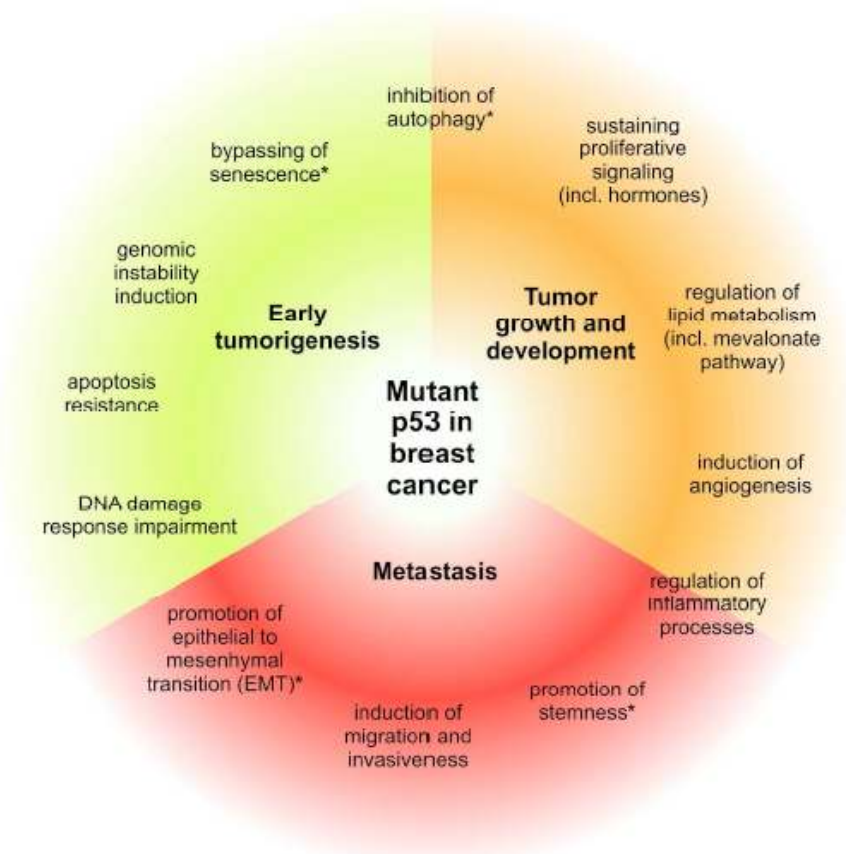 inhibition of
autophagy*
sustaining
proliferative
signaling
(incl. hormones)
bypassing of
senescence*
genomic
instability
induction
Early
tumorigenesis
Tumor
growth and
development
regulation of
lipid metabolism
(incl. mevalonate
pathway)
apoptosis
resistance
Mutant
p53 in
breast
cancer
induction of
angiogenesis
DNA damage
response impairment
Metastasis
regulation of
inflammatory
processes
promotion of
epithelial to
mesenhymal
transition (EMT)*
promotion of
stemness*
induction of
migration and
invasiveness